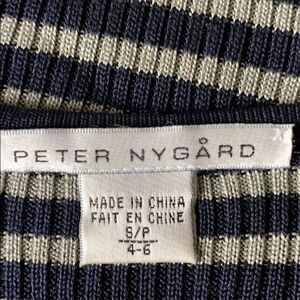 PETER NYGÅRD
MADE IN CHINA
FAIT EN CHINE
S/P
4-6